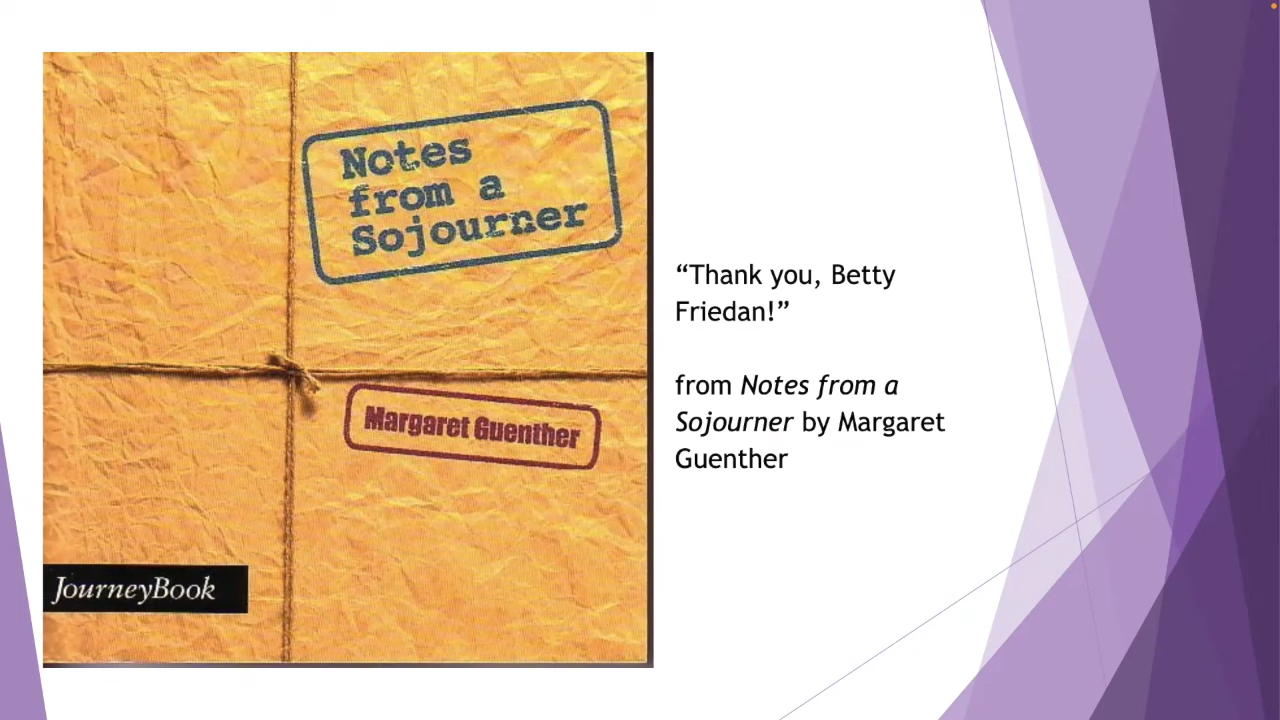 Notes
from a
Sojourner
Margaret Guenther
JourneyBook
“Thank you, Betty
Friedan!”
from Notes from a
Sojourner by Margaret
Guenther